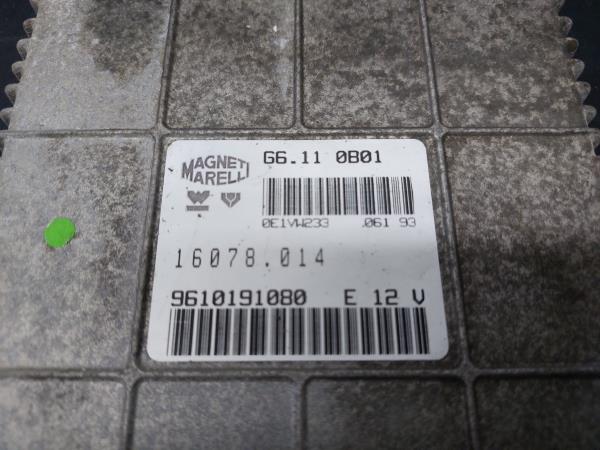 MAGNETI
MARELLI
G6.11 0B01
0E1VW233 .061 93
16078.014
9610191080 E 12 V